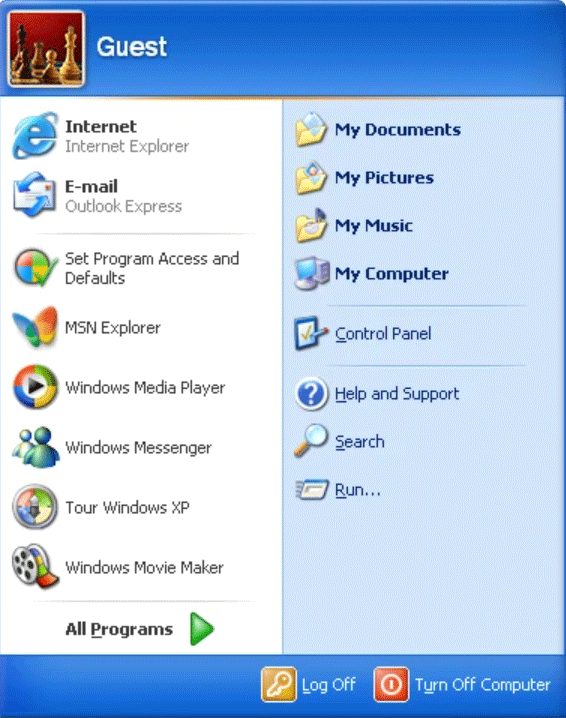 Guest
Internet
Internet Explorer
E-mail
Outlook Express
Set Program Access and
Defaults
MSN Explorer
Windows Media Player
Windows Messenger
Tour Windows XP
Windows Movie Maker
All Programs
My Documents
My Pictures
My Music
My Computer
Control Panel
Help and Support
Search
Run...
Log Off
Turn Off Computer